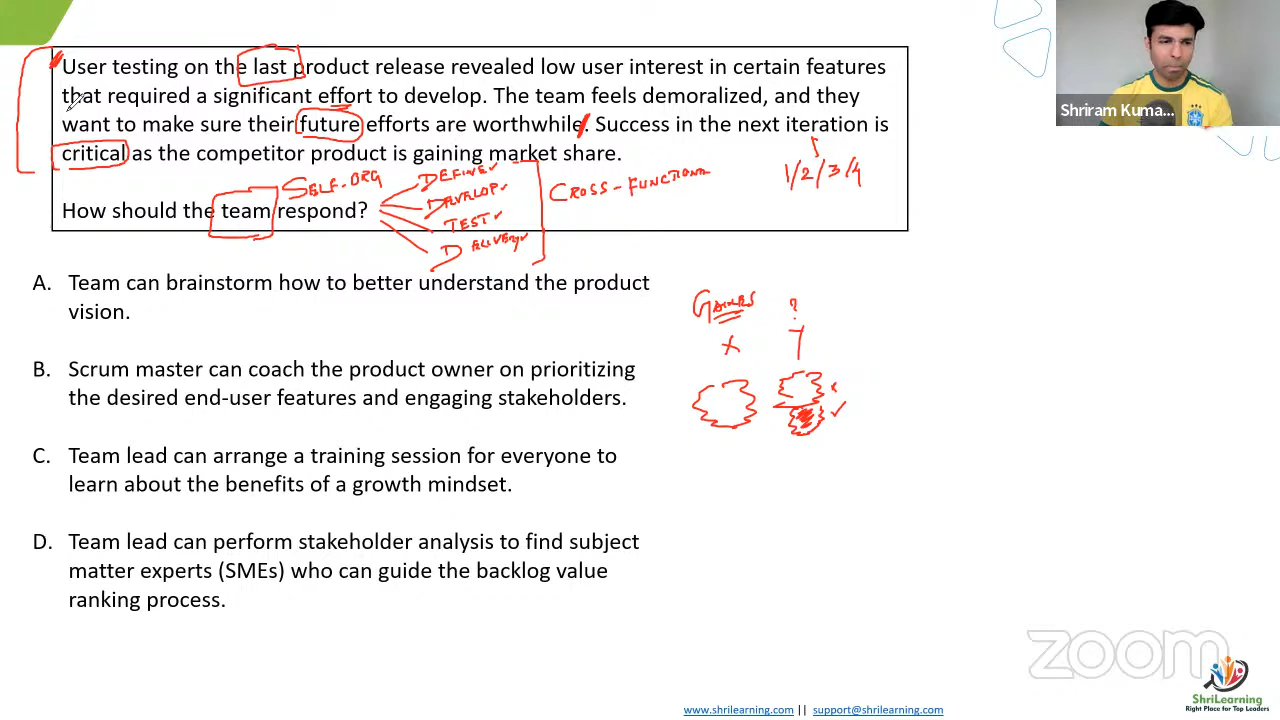 User testing on the last product release revealed low user interest in certain features
that required a significant effort to develop. The team feels demoralized, and they
want to make sure their future efforts are worthwhile. Success in the next iteration is
critical as the competitor product is gaining market share.
1/2/3/4
SELF-ORG
DEFINE
DEVELOP
TEST
DELIVERY
CROSS-FUNCTIONAL
How should the team respond?
A. Team can brainstorm how to better understand the product
vision.
B. Scrum master can coach the product owner on prioritizing
the desired end-user features and engaging stakeholders.
C. Team lead can arrange a training session for everyone to
learn about the benefits of a growth mindset.
D. Team lead can perform stakeholder analysis to find subject
matter experts (SMEs) who can guide the backlog value
ranking process.
?
X Y
Shriram Kuma...
zoom
ShriLearning
Right Place for Top Leaders
www.shrilearning.com || support@shrilearning.com